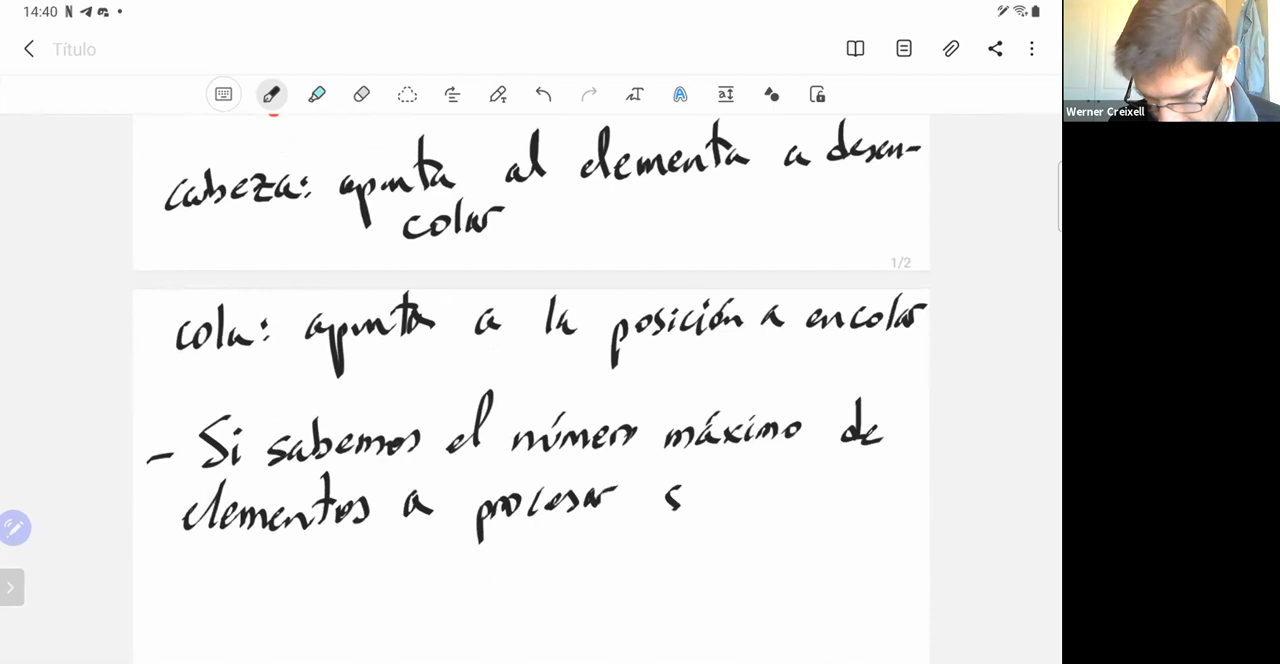 14:40
Título
Werner Creixell
cabeza: apunta al elementa a desen-
colar
1/2
cola: apunta a la posición a encolar
- Si sabemos el número máximo de
elementos a procesar s